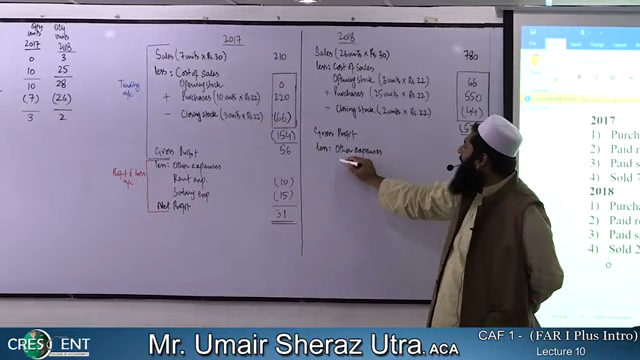 Qty
units
2017
0
10
10
(7)
3
Qty
units
2018
3
25
28
(26)
2
2017
Sales (7 units x Rs.30) 210
Less: Cost of Sales
Opening stock 0
+ Purchases (10 units x Rs.22) 220
- Closing stock (3 units x Rs.22) (66)
(154)
Gross Profit 56
Less: Other expenses
Rent exp. (10)
Salary exp. (15)
Net Profit 31
Trading
a/c
Profit & Loss
a/c
2018
Sales (26 units x Rs.30) 780
Less: Cost of Sales
Opening stock (3 units x Rs.22) 66
+ Purchases (25 units x Rs.22) 550
- Closing stock (2 units x Rs.22) (44)
Gross Profit
Less: Other expenses
2017
1) Purcha
2) Paid re
3) Paid sa
4) Sold 7
2018
1) Purcha
2) Paid re
3) Paid sa
4) Sold 2
CRESCENT
Mr. Umair Sheraz Utra. ACA
CAF 1 - (FAR I Plus Intro)
Lecture 10